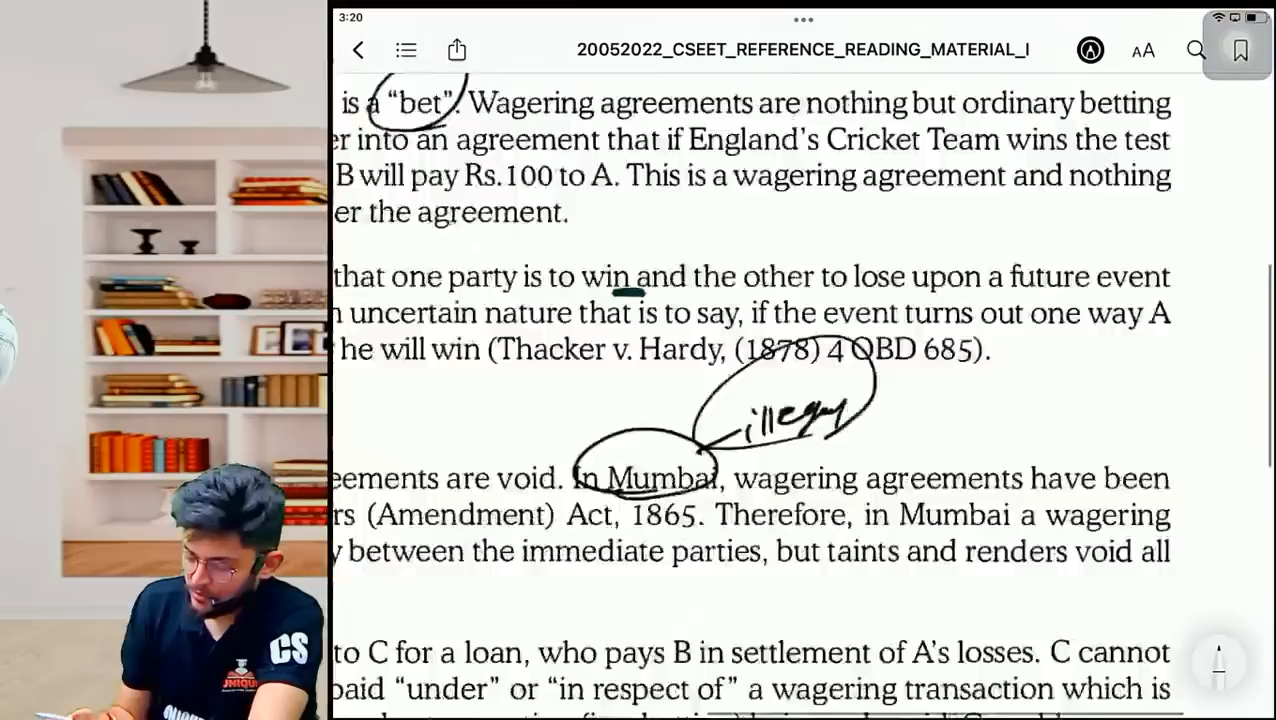 3:20
20052022_CSEET_REFERENCE_READING_MATERIAL_I
AA
is a “bet”. Wagering agreements are nothing but ordinary betting
er into an agreement that if England’s Cricket Team wins the test
B will pay Rs.100 to A. This is a wagering agreement and nothing
er the agreement.
that one party is to win and the other to lose upon a future event
n uncertain nature that is to say, if the event turns out one way A
he will win (Thacker v. Hardy, (1878) 4 QBD 685).
illegal
eements are void. In Mumbai, wagering agreements have been
rs (Amendment) Act, 1865. Therefore, in Mumbai a wagering
y between the immediate parties, but taints and renders void all
to C for a loan, who pays B in settlement of A’s losses. C cannot
paid “under” or “in respect of” a wagering transaction which is
CS
UNIQUE